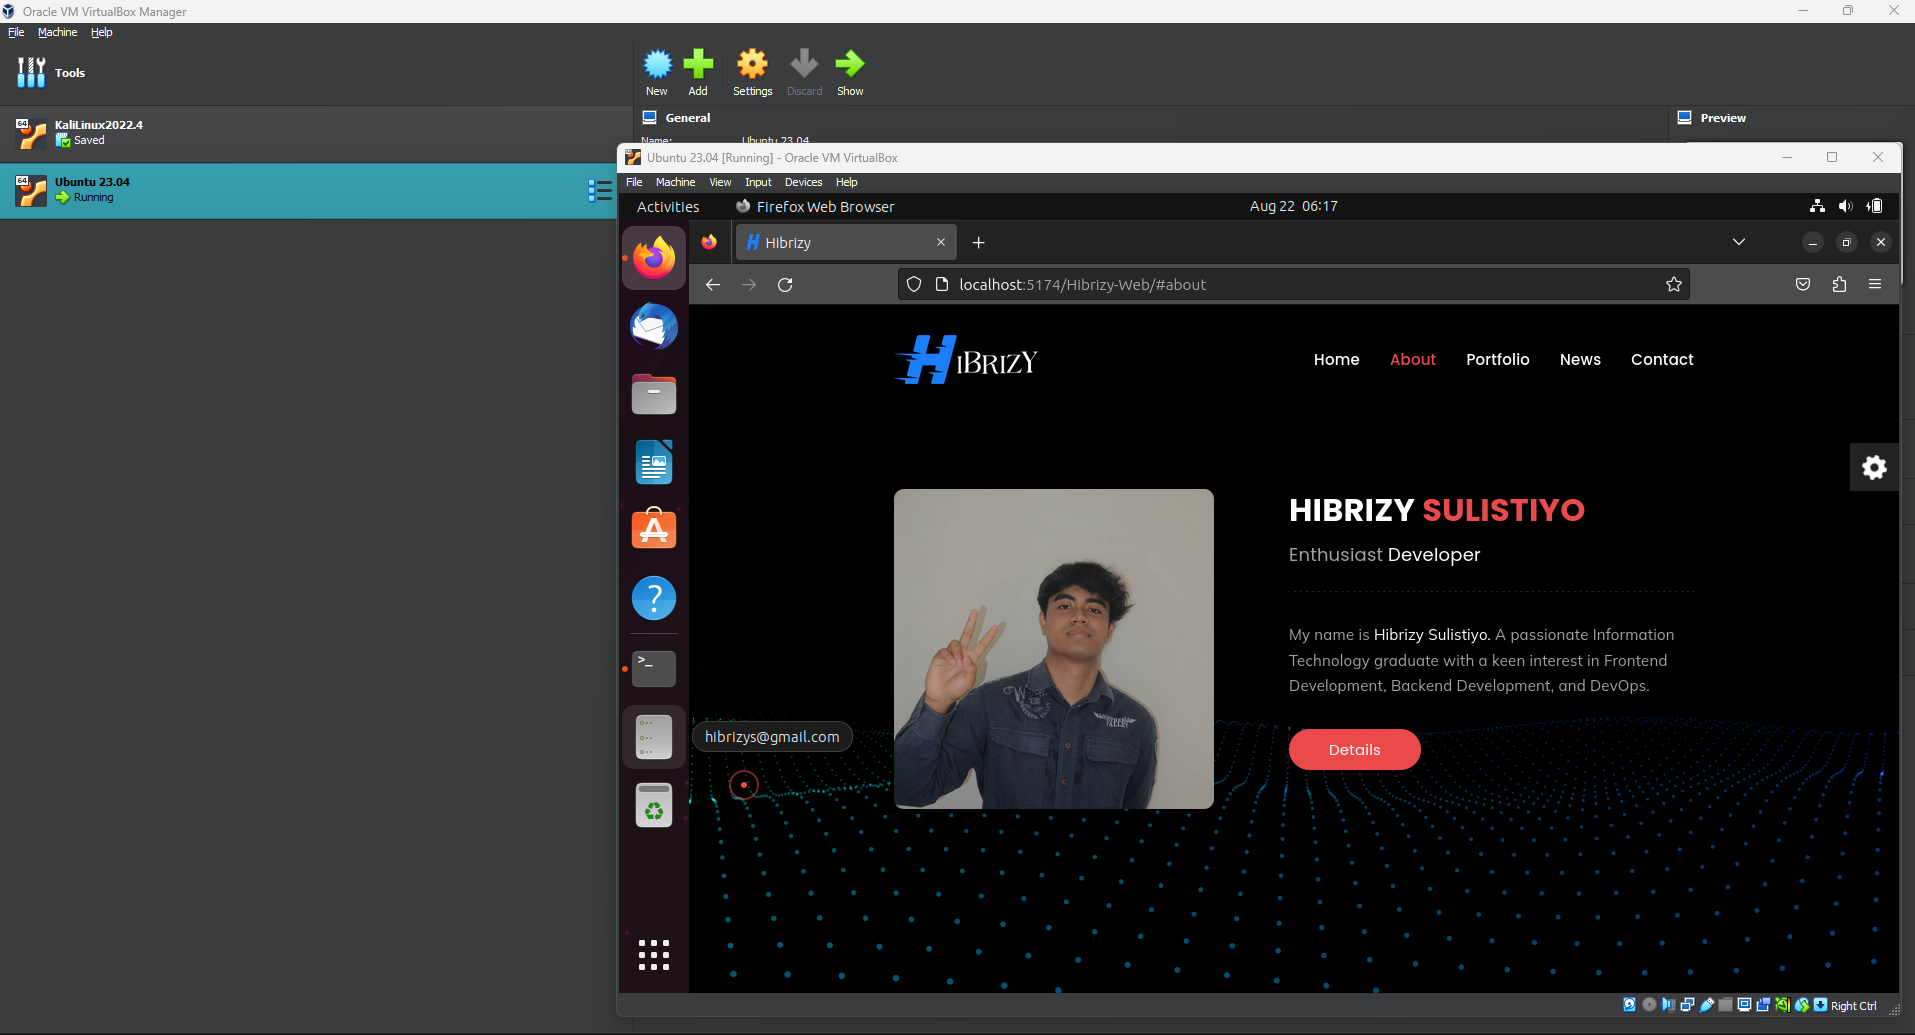 Oracle VM VirtualBox Manager
File Machine Help
Tools
New Add Settings Discard Show
64
KaliLinux2022.4
Saved
64
Ubuntu 23.04
Running
General
Name: Ubuntu 23.04
Preview
64
Ubuntu 23.04 [Running] - Oracle VM VirtualBox
File Machine View Input Devices Help
Activities Firefox Web Browser Aug 22 06:17
Hibrizy
localhost:5174/Hibrizy-Web/#about
HiBRIZY
Home About Portfolio News Contact
HIBRIZY SULISTIYO
Enthusiast Developer
My name is Hibrizy Sulistiyo. A passionate Information
Technology graduate with a keen interest in Frontend
Development, Backend Development, and DevOps.
Details
hibrizys@gmail.com
Right Ctrl